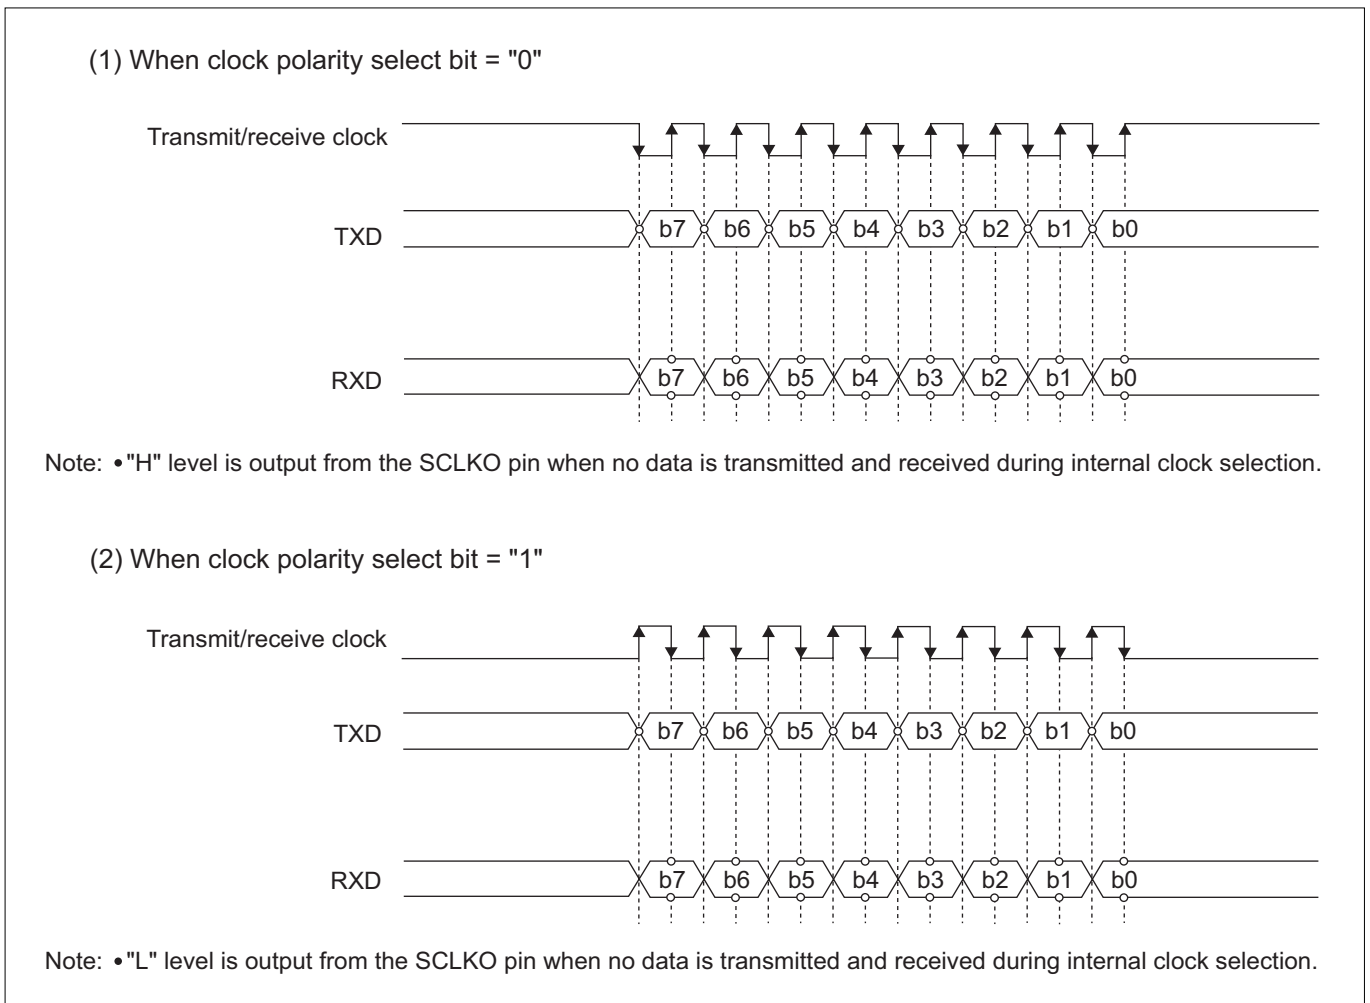 (1) When clock polarity select bit = "0"
Transmit/receive clock
TXD b7 b6 b5 b4 b3 b2 b1 b0
RXD b7 b6 b5 b4 b3 b2 b1 b0
Note: •"H" level is output from the SCLKO pin when no data is transmitted and received during internal clock selection.
(2) When clock polarity select bit = "1"
Transmit/receive clock
TXD b7 b6 b5 b4 b3 b2 b1 b0
RXD b7 b6 b5 b4 b3 b2 b1 b0
Note: •"L" level is output from the SCLKO pin when no data is transmitted and received during internal clock selection.